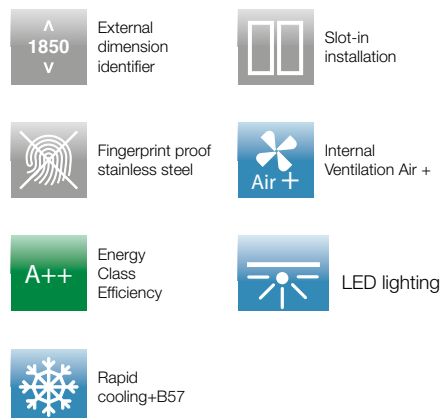 1850
External
dimension
identifier
Slot-in
installation
Fingerprint proof
stainless steel
Air +
Internal
Ventilation Air +
A++
Energy
Class
Efficiency
LED lighting
Rapid
cooling+B57